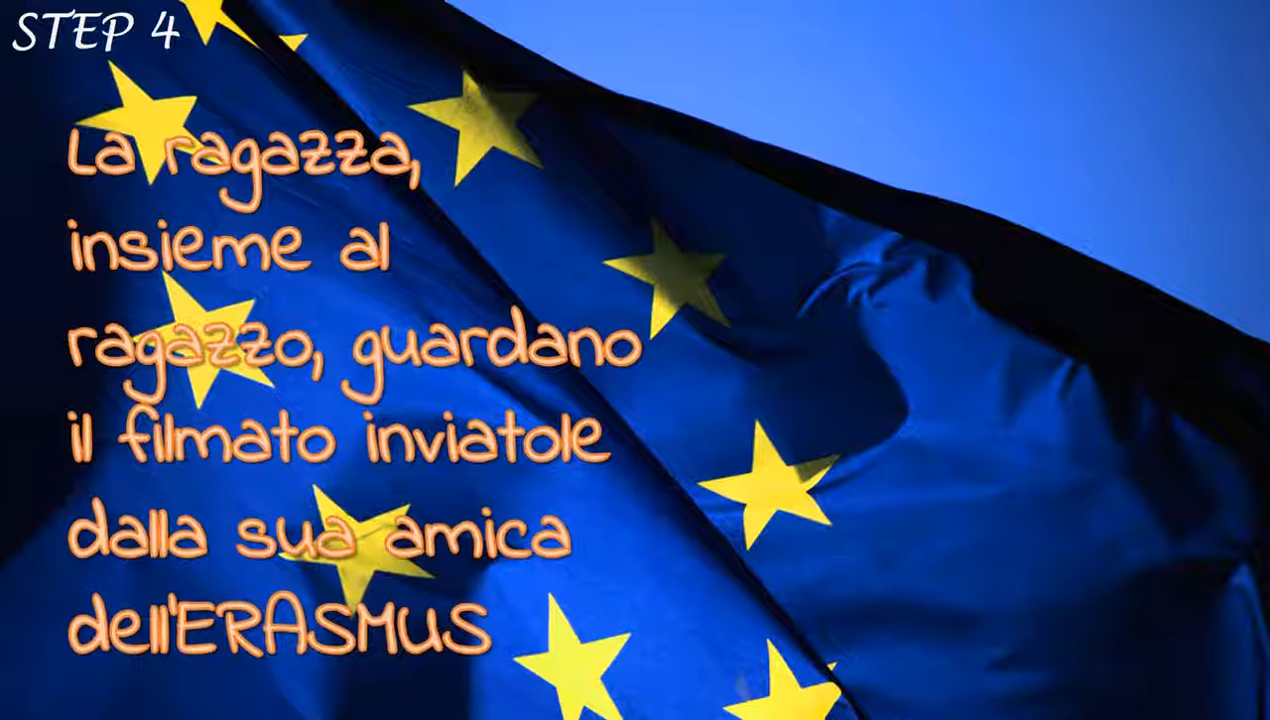 STEP 4
La ragazza,
insieme al
ragazzo, guardano
il filmato inviatole
dalla sua amica
dell'ERASMUS